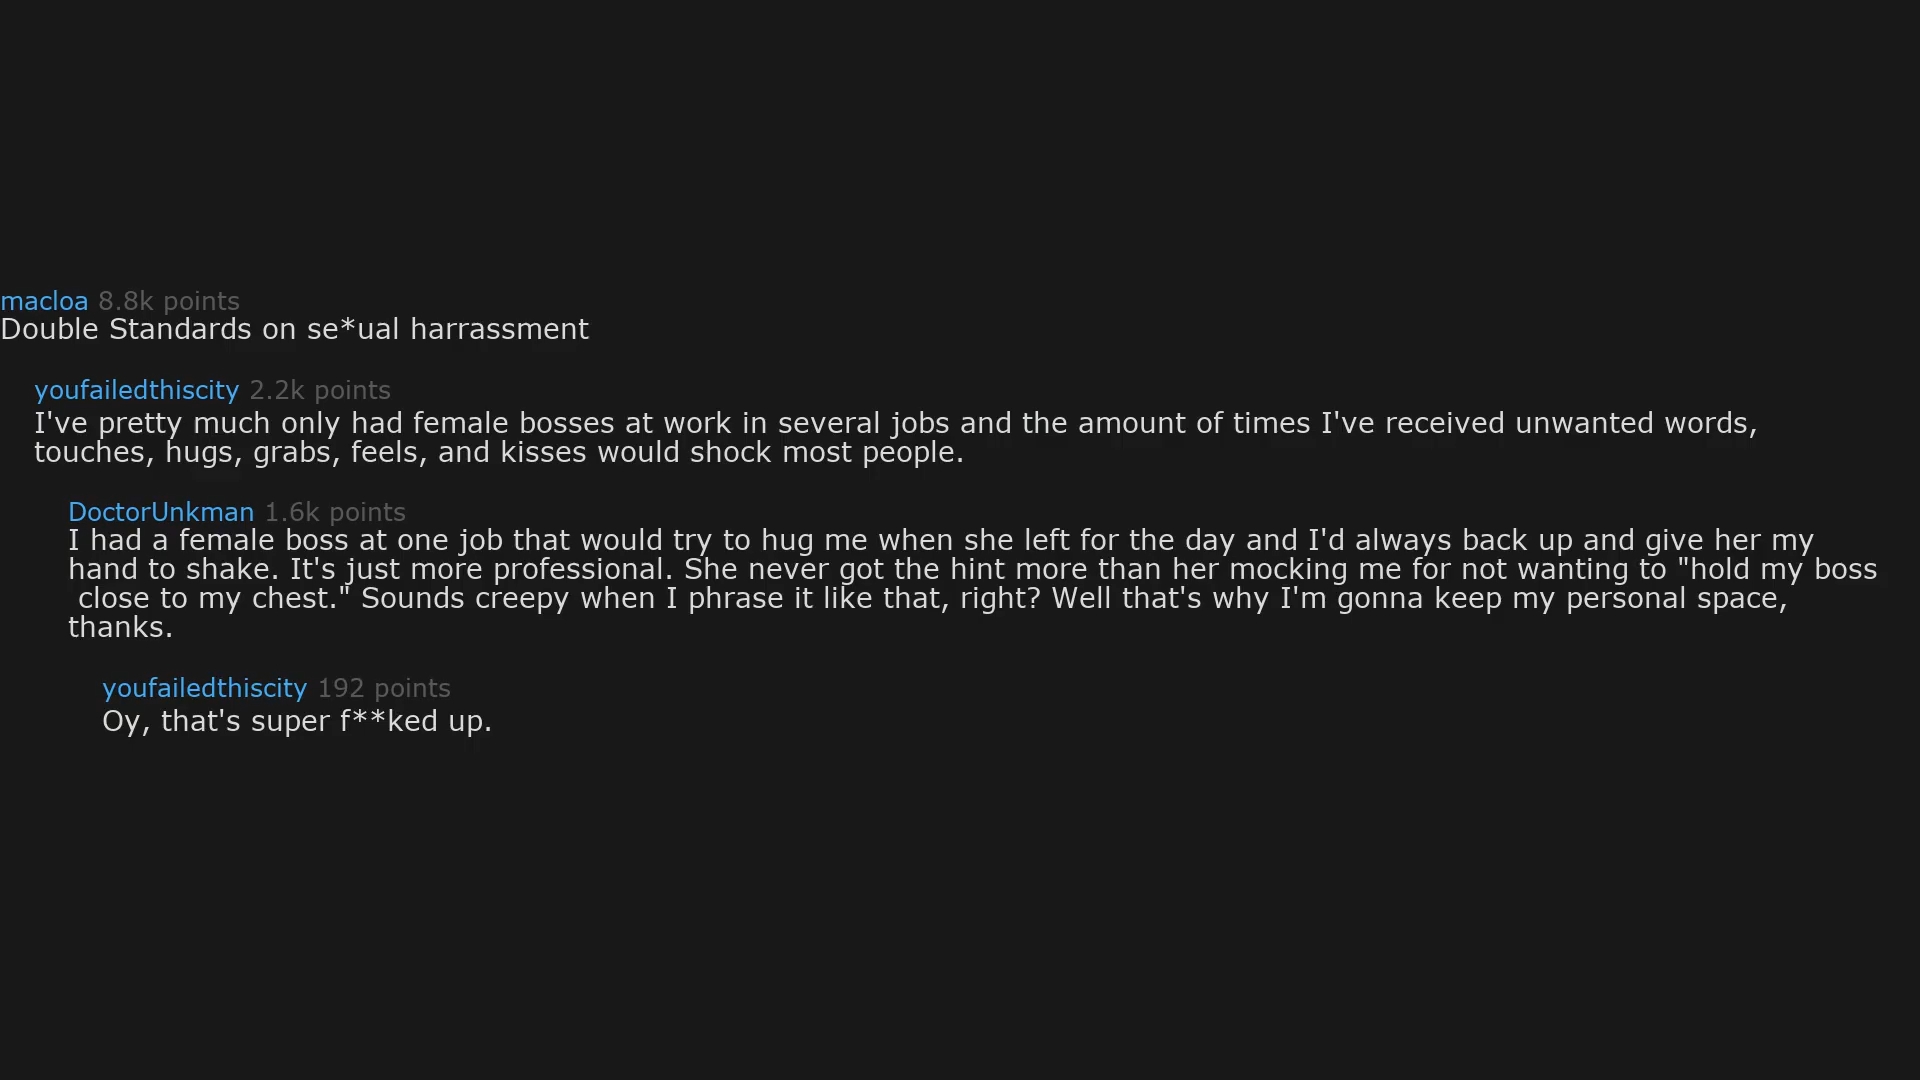 macloa 8.8k points
Double Standards on se*ual harrassment
youfailedthiscity 2.2k points
I've pretty much only had female bosses at work in several jobs and the amount of times I've received unwanted words,
touches, hugs, grabs, feels, and kisses would shock most people.
DoctorUnkman 1.6k points
I had a female boss at one job that would try to hug me when she left for the day and I'd always back up and give her my
hand to shake. It's just more professional. She never got the hint more than her mocking me for not wanting to "hold my boss
close to my chest." Sounds creepy when I phrase it like that, right? Well that's why I'm gonna keep my personal space,
thanks.
youfailedthiscity 192 points
Oy, that's super f**ked up.